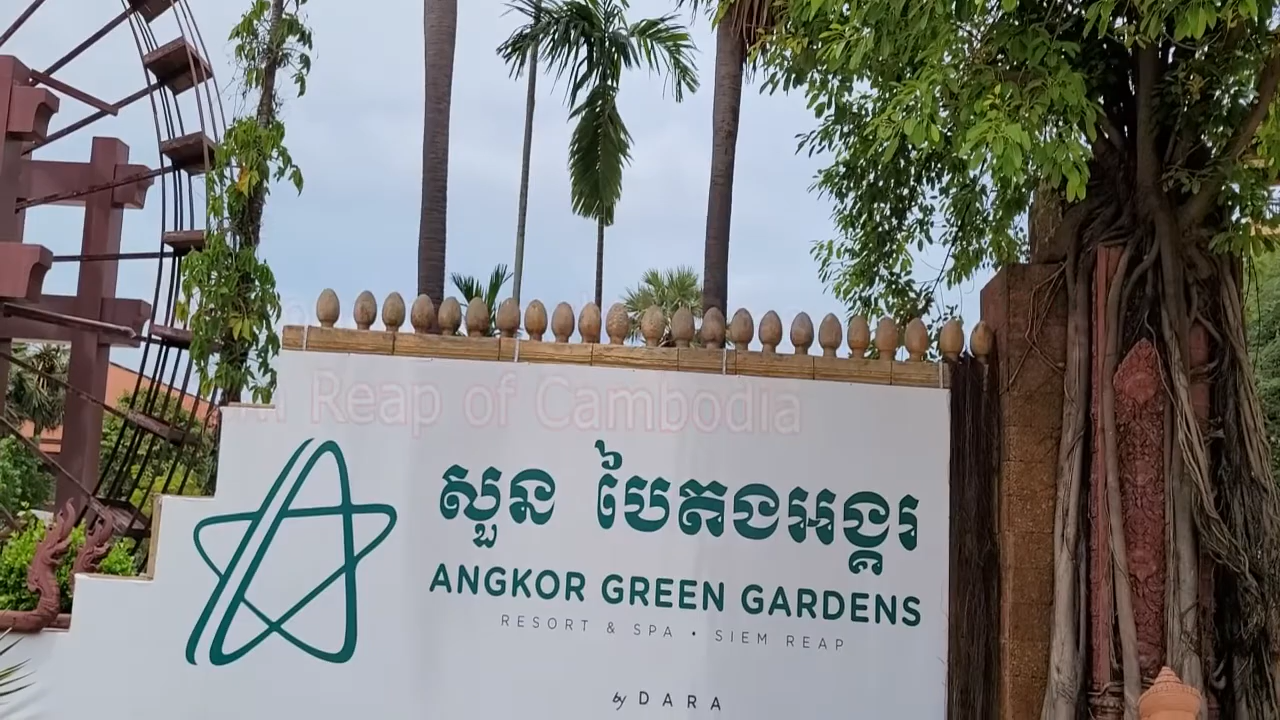 Reap of Cambodia
សួន បៃតងអង្គរ
ANGKOR GREEN GARDENS
RESORT & SPA • SIEM REAP
by DARA